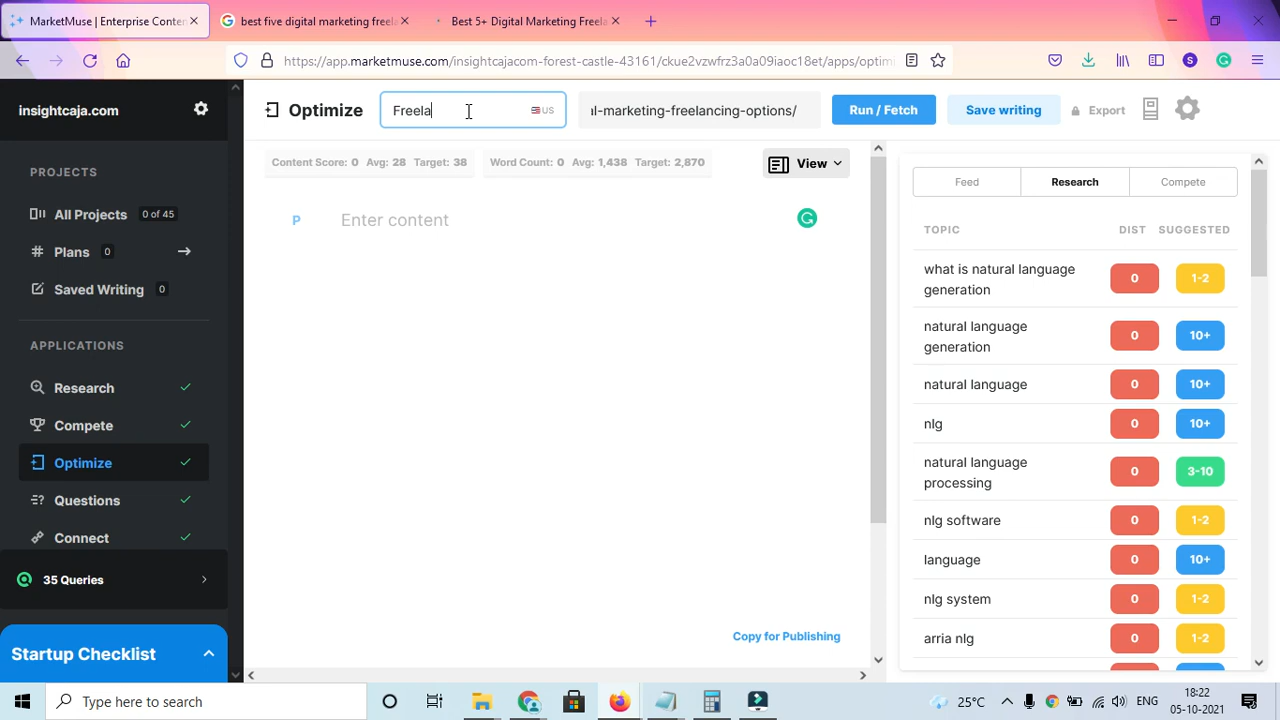 MarketMuse | Enterprise Conter
best five digital marketing freel
Best 5+ Digital Marketing Freela
https://app.marketmuse.com/insightcajacom-forest-castle-43161/ckue2vzwfrz3a0a09iaoc18et/apps/optim
S
insightcaja.com
Optimize
Freela
US
al-marketing-freelancing-options/
Run / Fetch
Save writing
Export
Content Score: 0 Avg: 28 Target: 38
Word Count: 0 Avg: 1,438 Target: 2,870
View
P
Enter content
PROJECTS
All Projects
0 of 45
Plans
0
Saved Writing
0
APPLICATIONS
Research
Compete
Optimize
Questions
Connect
35 Queries
Startup Checklist
Feed
Research
Compete
TOPIC DIST SUGGESTED
what is natural language
generation
0 1-2
natural language
generation
0 10+
natural language 0 10+
nlg 0 10+
natural language
processing
0 3-10
nlg software 0 1-2
language 0 10+
nlg system 0 1-2
arria nlg 0 1-2
Copy for Publishing
Type here to search
25°C
ENG
18:22
05-10-2021